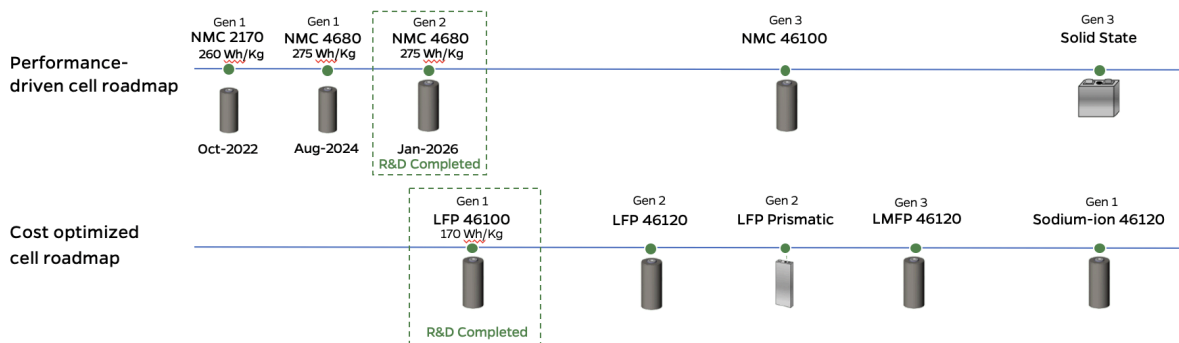 Performance-
driven cell roadmap
Gen 1
NMC 2170
260 Wh/Kg
Oct-2022
Gen 1
NMC 4680
275 Wh/Kg
Aug-2024
Gen 2
NMC 4680
275 Wh/Kg
Jan-2026
R&D Completed
Gen 3
NMC 46100
Gen 3
Solid State
Cost optimized
cell roadmap
Gen 1
LFP 46100
170 Wh/Kg
R&D Completed
Gen 2
LFP 46120
Gen 2
LFP Prismatic
Gen 3
LMFP 46120
Gen 1
Sodium-ion 46120